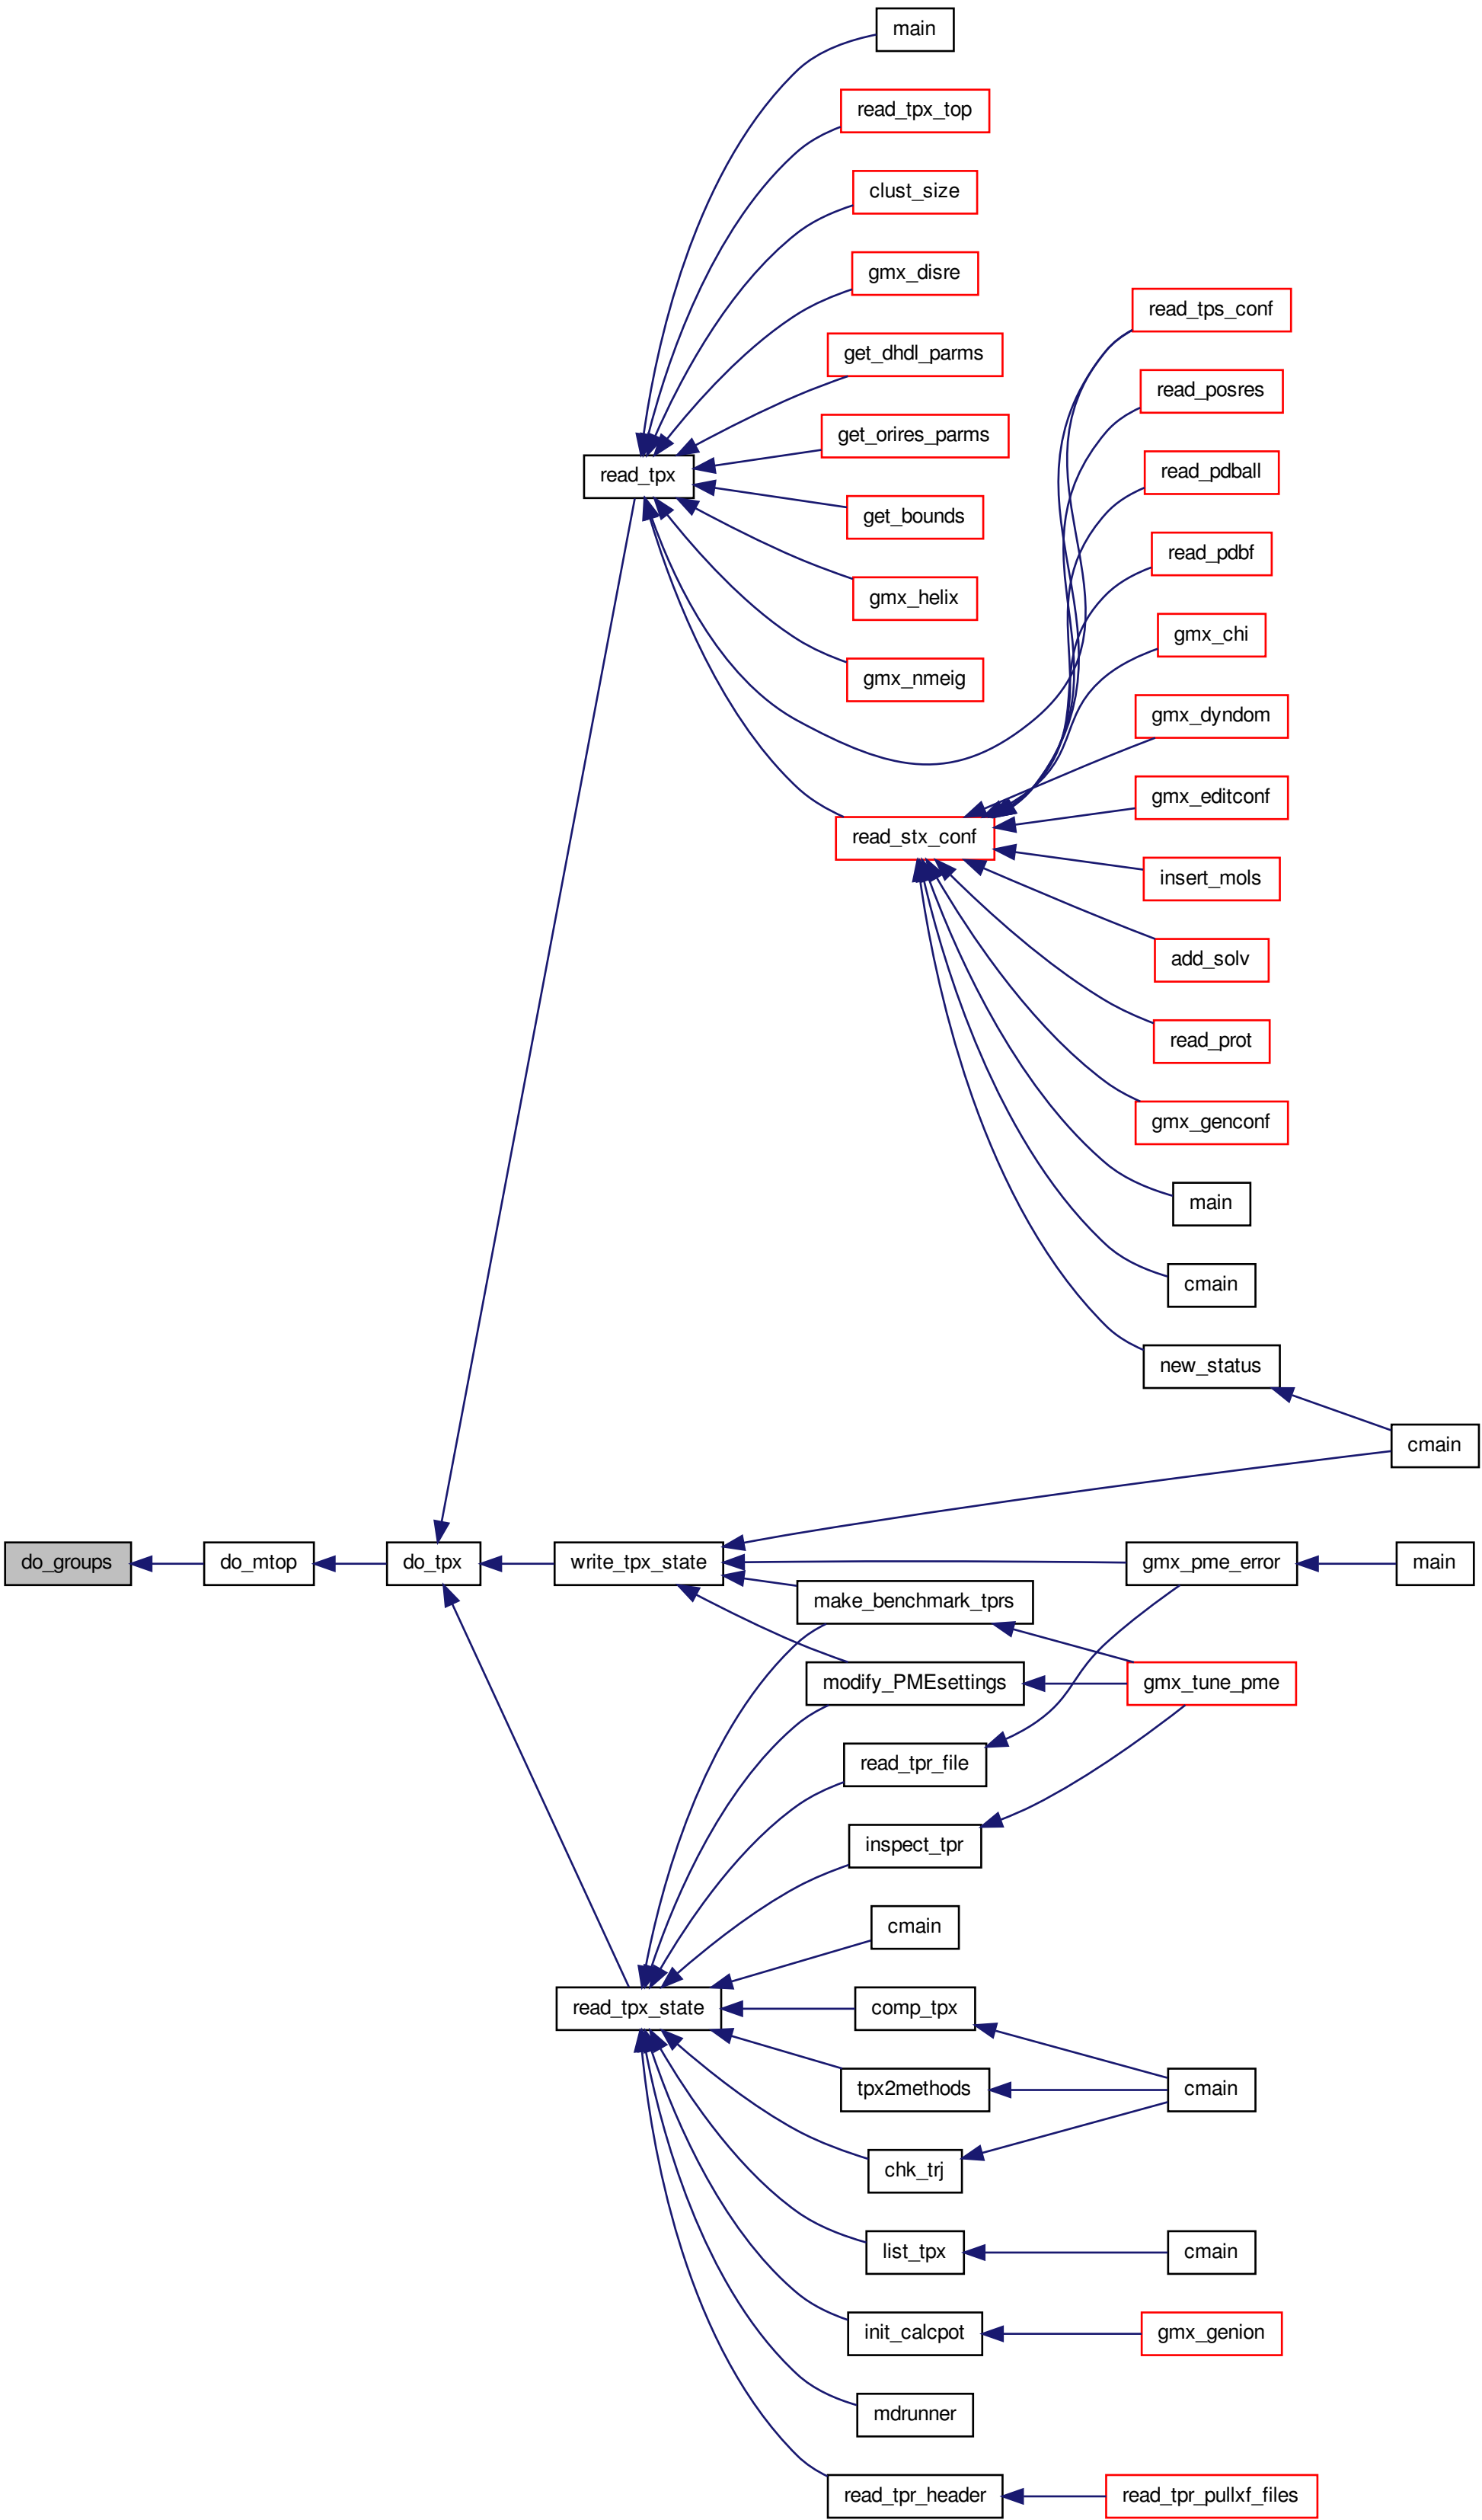 main
read_tpx_top
clust_size
gmx_disre
read_tps_conf
get_dhdl_parms
read_posres
get_orires_parms
read_tpx
read_pdball
get_bounds
read_pdbf
gmx_helix
gmx_chi
gmx_nmeig
gmx_dyndom
gmx_editconf
read_stx_conf
insert_mols
add_solv
read_prot
gmx_genconf
main
cmain
new_status
cmain
do_groups
do_mtop
do_tpx
write_tpx_state
gmx_pme_error
main
make_benchmark_tprs
modify_PMEsettings
gmx_tune_pme
read_tpr_file
inspect_tpr
cmain
read_tpx_state
comp_tpx
tpx2methods
cmain
chk_trj
list_tpx
cmain
init_calcpot
gmx_genion
mdrunner
read_tpr_header
read_tpr_pullxf_files